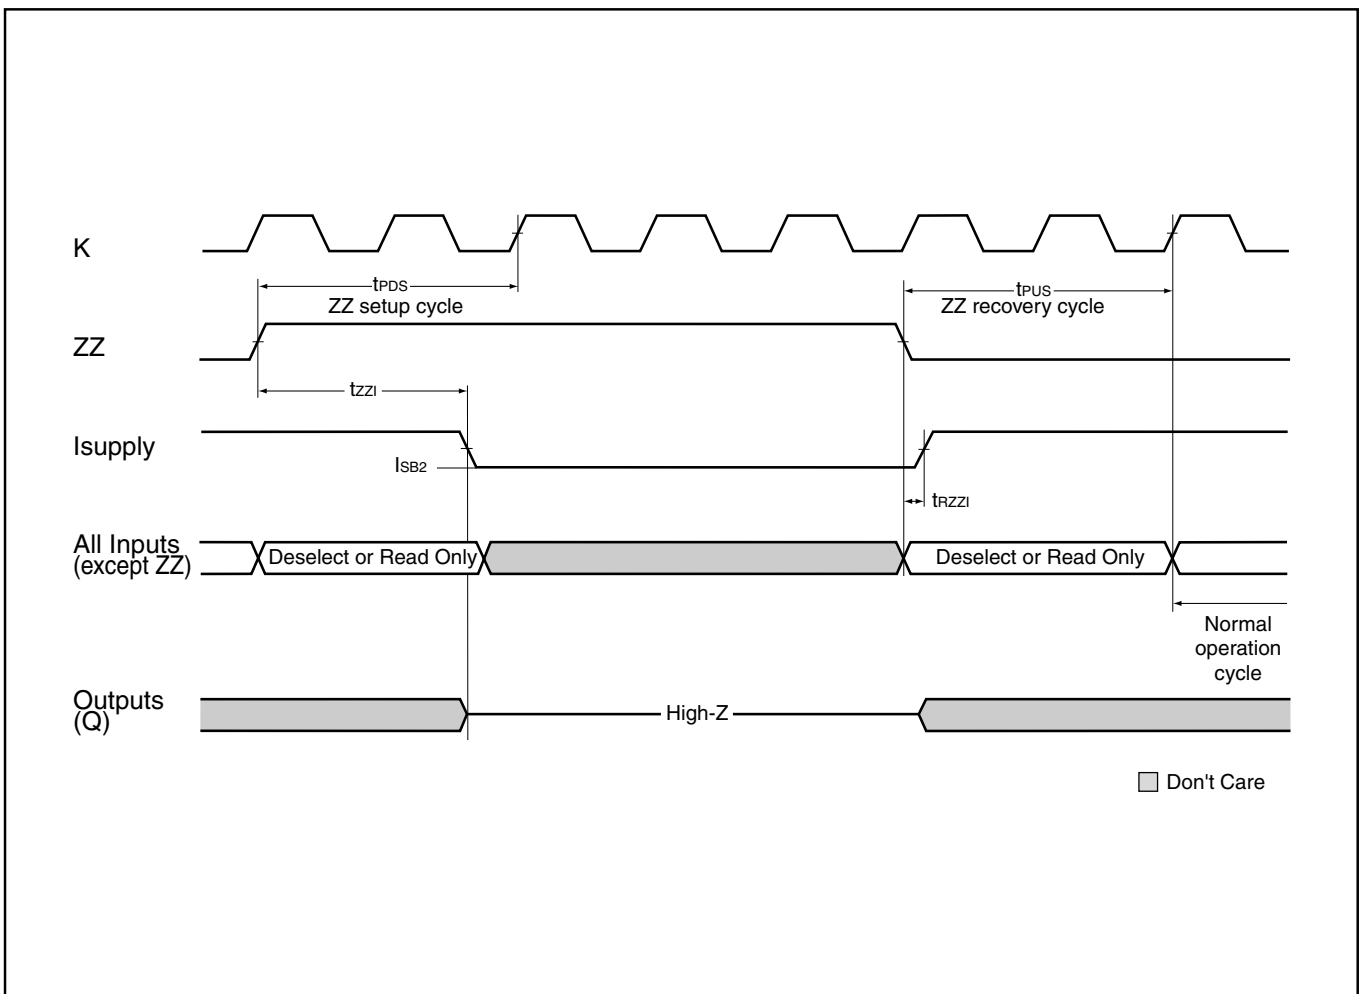 K
tPDS
ZZ setup cycle
tPUS
ZZ recovery cycle
ZZ
tZZI
Isupply
ISB2
tRZZI
All Inputs
(except ZZ)
Deselect or Read Only
Deselect or Read Only
Normal
operation
cycle
Outputs
(Q)
High-Z
Don't Care